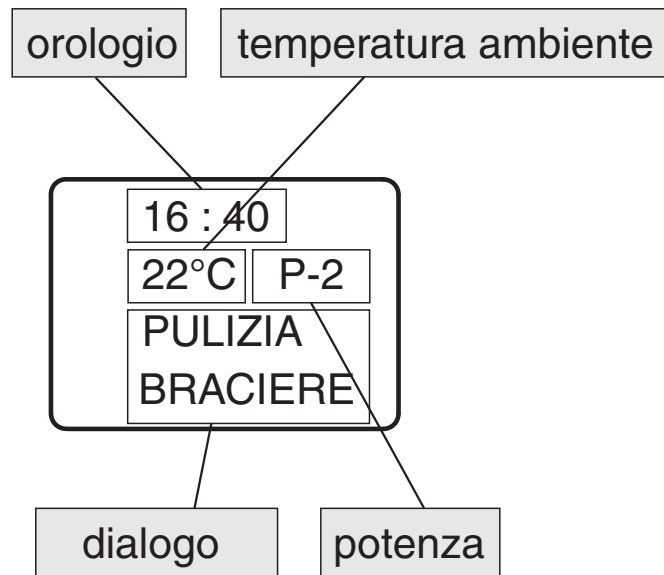 orologio temperatura ambiente
16 : 40
22°C P-2
PULIZIA
BRACIERE
dialogo potenza